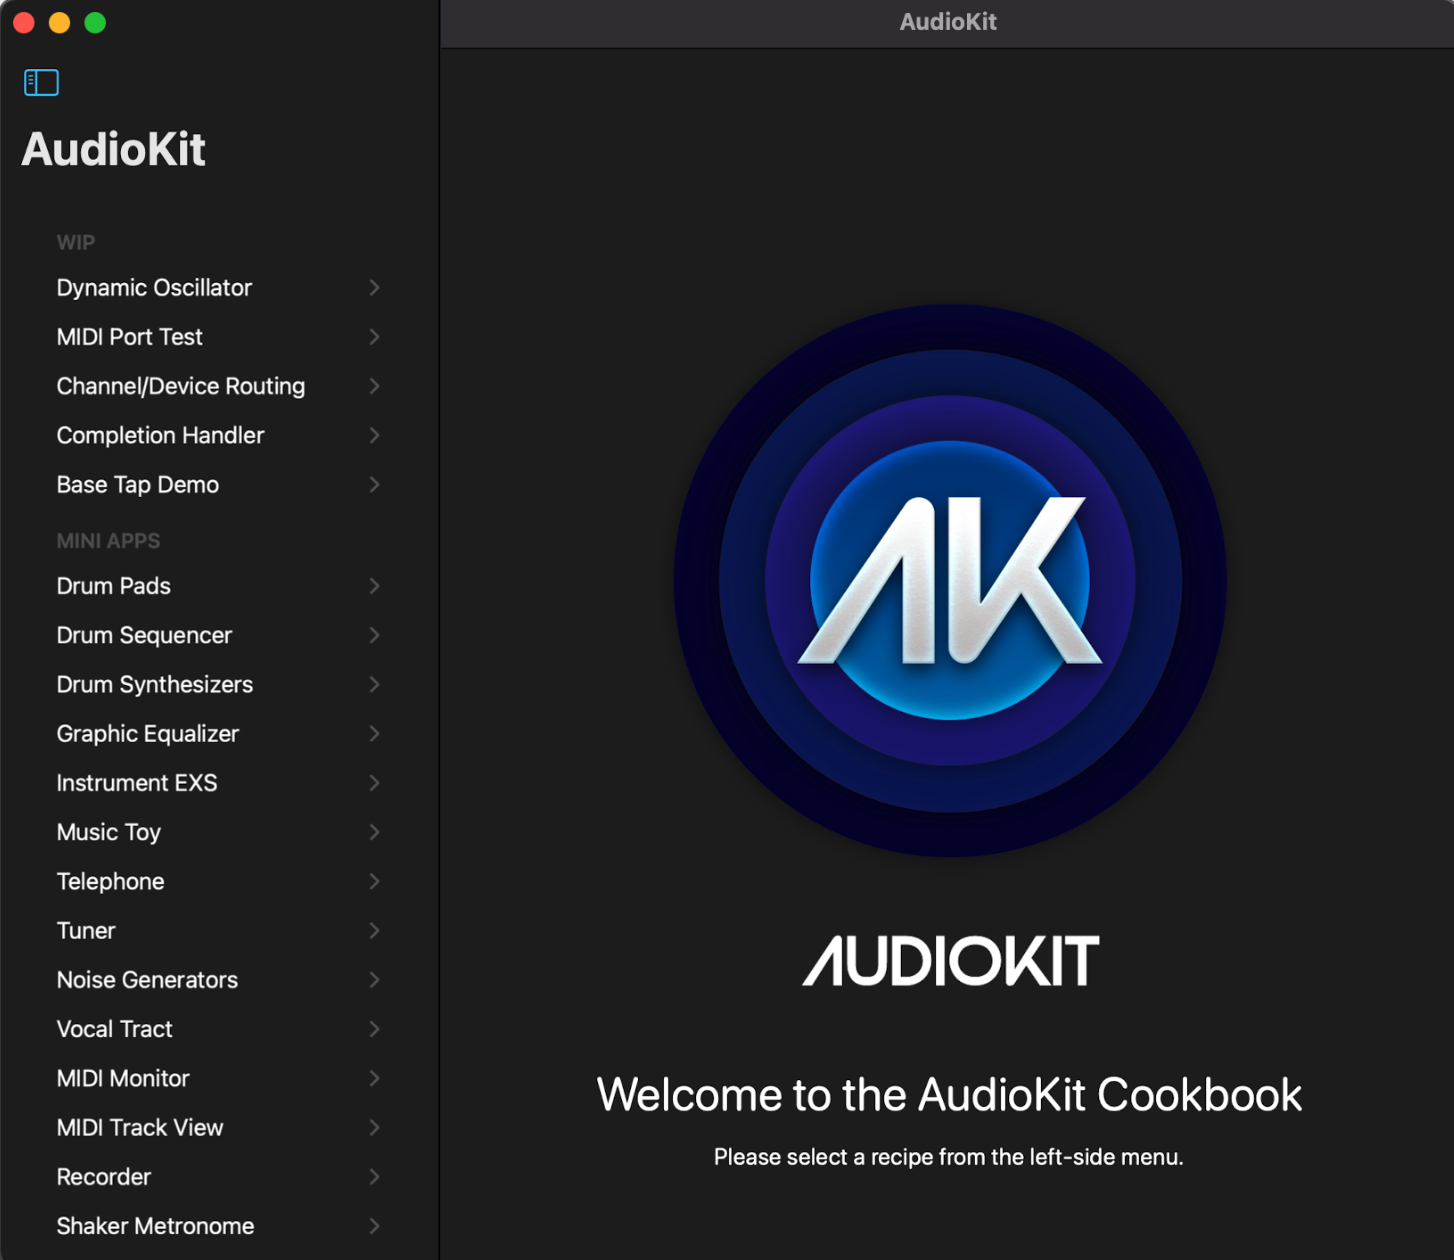 AudioKit
AudioKit
WIP
Dynamic Oscillator
MIDI Port Test
Channel/Device Routing
Completion Handler
Base Tap Demo
MINI APPS
Drum Pads
Drum Sequencer
Drum Synthesizers
Graphic Equalizer
Instrument EXS
Music Toy
Telephone
Tuner
Noise Generators
Vocal Tract
MIDI Monitor
MIDI Track View
Recorder
Shaker Metronome
AK
AUDIOKIT
Welcome to the AudioKit Cookbook
Please select a recipe from the left-side menu.